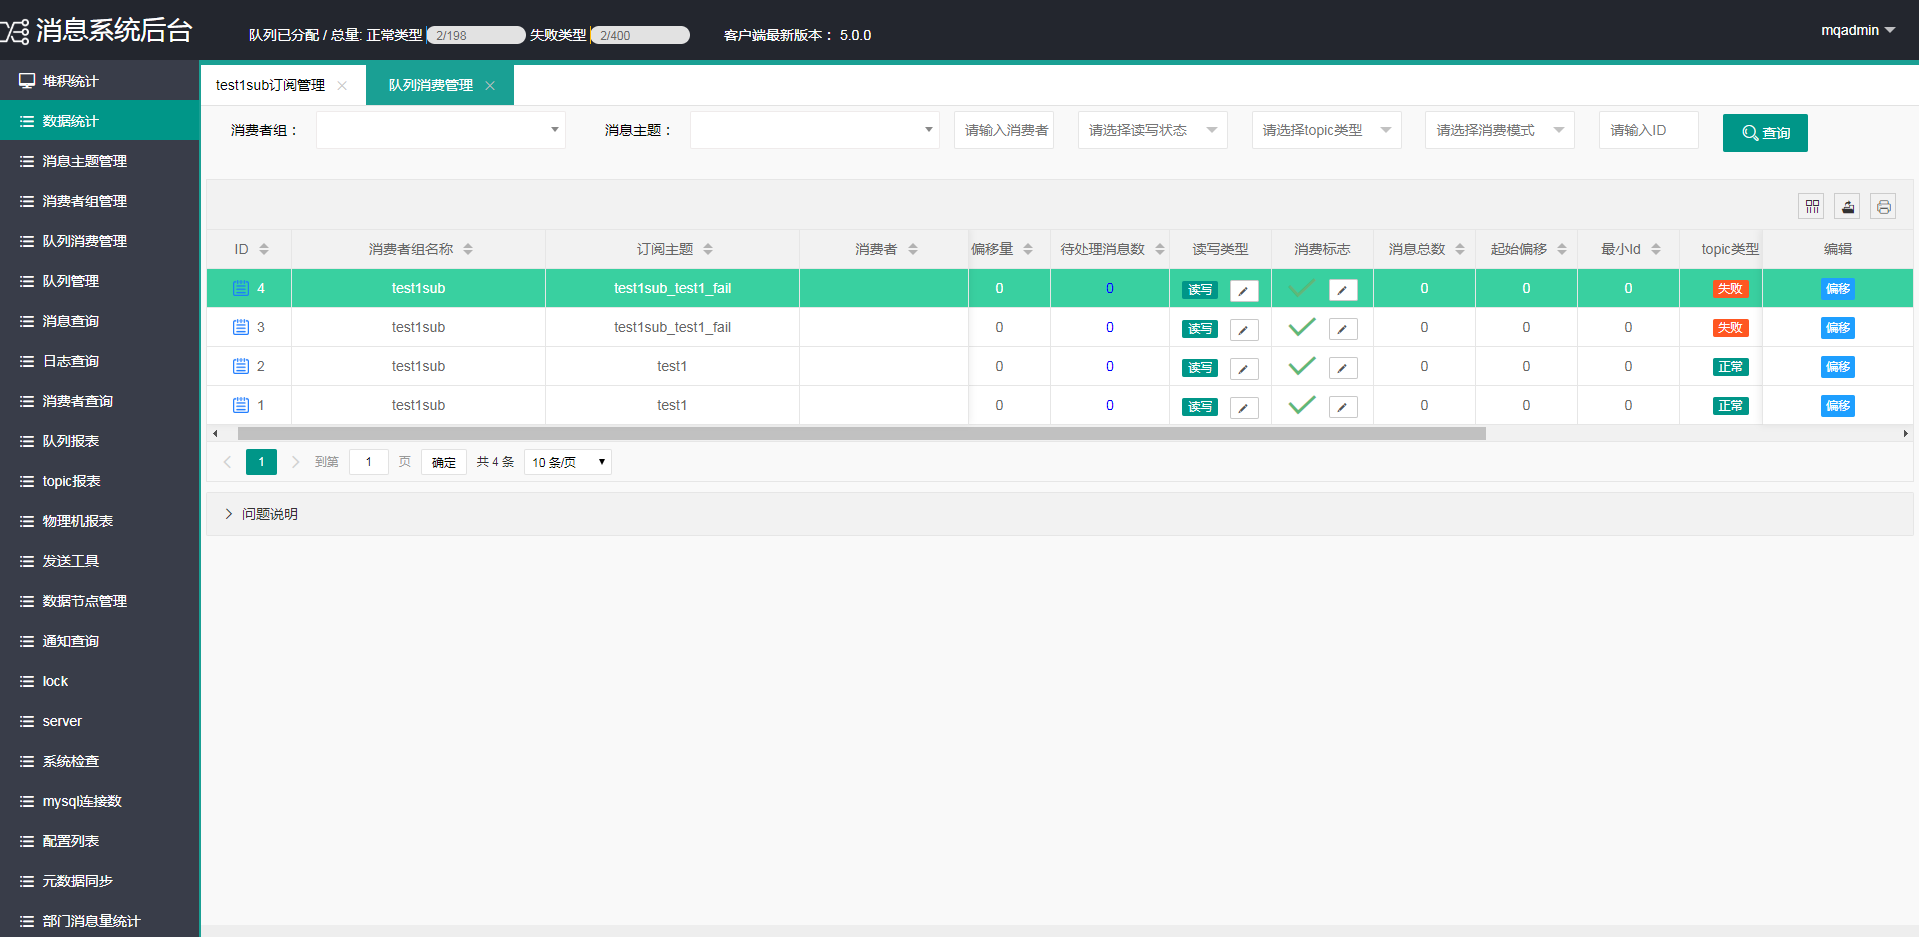 消息系统后台
队列已分配 / 总量: 正常类型 2/198 失败类型 2/400 客户端最新版本： 5.0.0
mqadmin
堆积统计
数据统计
消息主题管理
消费者组管理
队列消费管理
队列管理
消息查询
日志查询
消费者查询
队列报表
topic报表
物理机报表
发送工具
数据节点管理
通知查询
lock
server
系统检查
mysql连接数
配置列表
元数据同步
部门消息量统计
test1sub订阅管理 队列消费管理
消费者组： 消息主题： 请输入消费者 请选择读写状态 请选择topic类型 请选择消费模式 请输入ID 查询
ID 消费者组名称 订阅主题 消费者 偏移量 待处理消息数 读写类型 消费标志 消息总数 起始偏移 最小Id topic类型 编辑
4 test1sub test1sub_test1_fail 0 0 读写 0 0 0 失败 偏移
3 test1sub test1sub_test1_fail 0 0 读写 0 0 0 失败 偏移
2 test1sub test1 0 0 读写 0 0 0 正常 偏移
1 test1sub test1 0 0 读写 0 0 0 正常 偏移
1 到第 1 页 确定 共 4 条 10 条/页
问题说明